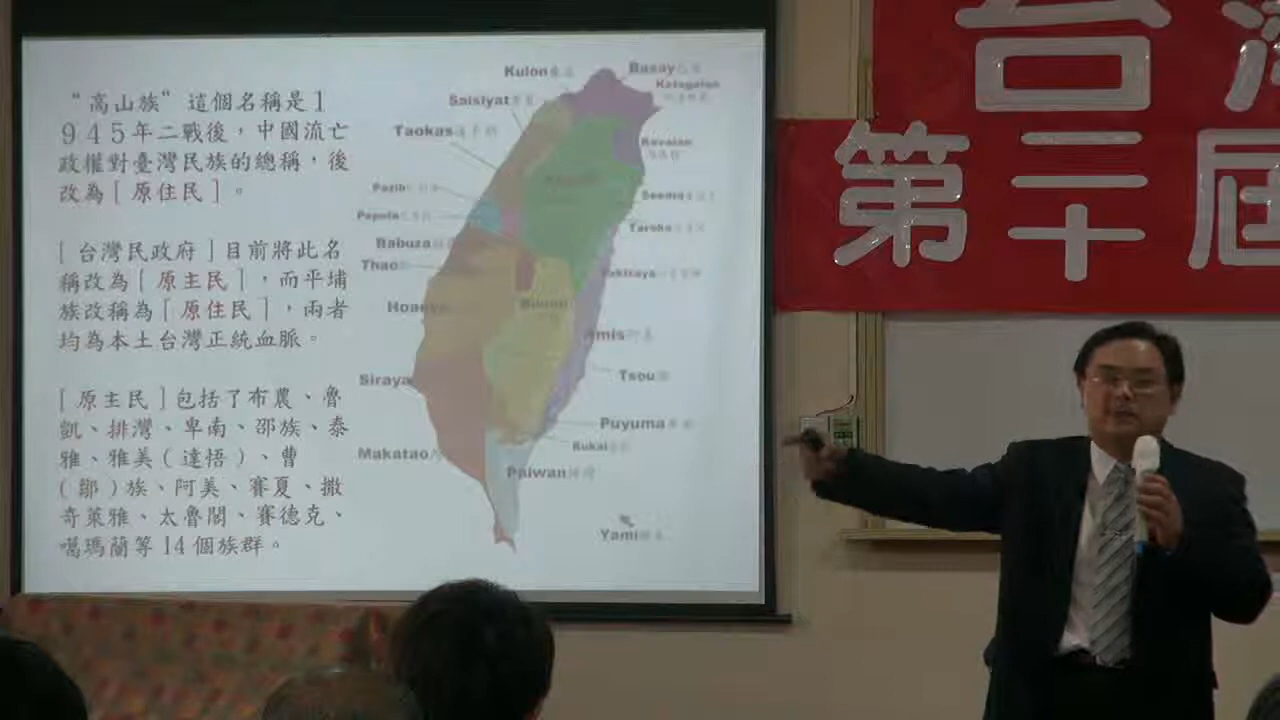 “高山族”這個名稱是1
945年二戰後，中國流亡
政權對臺灣民族的總稱，後
改為[原住民]。
[台灣民政府]目前將此名
稱改為[原主民]，而平埔
族改稱為[原住民]，兩者
均為本土台灣正統血脈。
[原主民]包括了布農、魯
凱、排灣、卑南、邵族、泰
雅、雅美(達悟)、曹
(鄒)族、阿美、賽夏、撒
奇萊雅、太魯閣、賽德克、
噶瑪蘭等14個族群。
Kulon
Basay
Ketagalan
Saisiyat
Taokas
Kavalan
Pazih
Papola
Babuza
Thao
Taroko
Sakizaya
Bunun
Amis
Siraya
Tsou
Puyuma
Rukai
Makatao
Paiwan
Yami
台
第三十屆